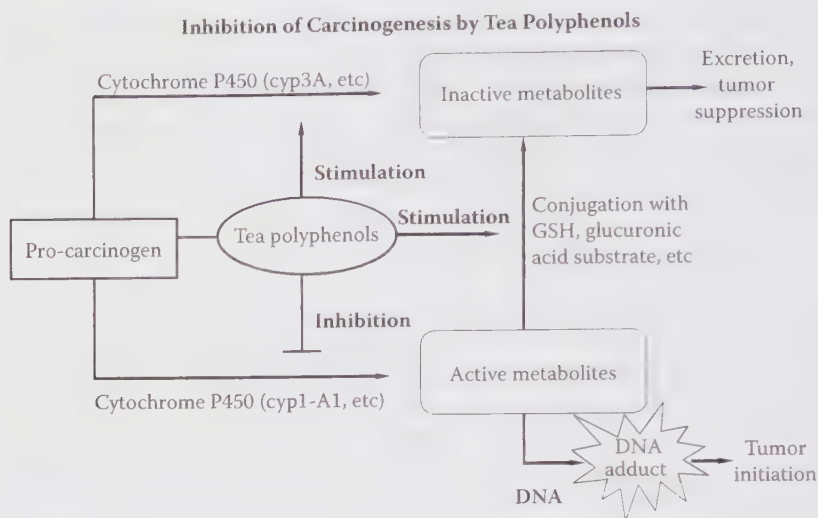 Inhibition of Carcinogenesis by Tea Polyphenols
Cytochrome P450 (cyp3A, etc)
Inactive metabolites
Excretion,
tumor
suppression
Stimulation
Stimulation
Conjugation with
GSH, glucuronic
acid substrate, etc
Pro-carcinogen
Tea polyphenols
Inhibition
Active metabolites
Cytochrome P450 (cyp1-A1, etc)
DNA
adduct
Tumor
initiation
DNA